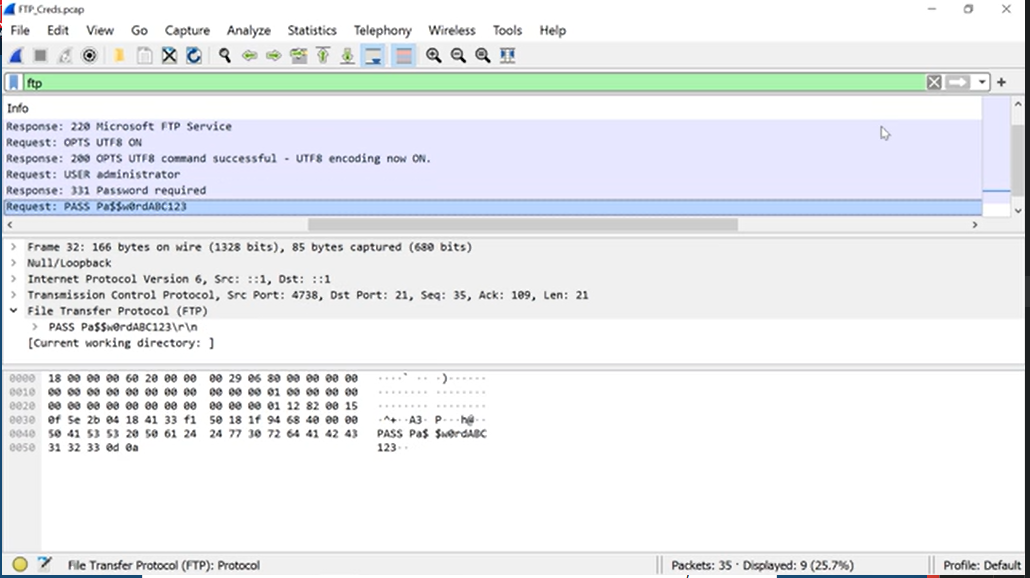 FTP_Creds.pcap
File Edit View Go Capture Analyze Statistics Telephony Wireless Tools Help
ftp
Info
Response: 220 Microsoft FTP Service
Request: OPTS UTF8 ON
Response: 200 OPTS UTF8 command successful - UTF8 encoding now ON.
Request: USER administrator
Response: 331 Password required
Request: PASS Pa$$w0rdABC123
Frame 32: 166 bytes on wire (1328 bits), 85 bytes captured (680 bits)
Null/Loopback
Internet Protocol Version 6, Src: ::1, Dst: ::1
Transmission Control Protocol, Src Port: 4738, Dst Port: 21, Seq: 35, Ack: 109, Len: 21
File Transfer Protocol (FTP)
PASS Pa$$w0rdABC123\r\n
[Current working directory: ]
0000 18 00 00 00 60 20 00 00 00 29 06 80 00 00 00 00 ····` ·· ·)······
0010 00 00 00 00 00 00 00 00 00 00 00 01 00 00 00 00 ········ ········
0020 00 00 00 00 00 00 00 00 00 00 00 01 12 82 00 15 ········ ········
0030 0f 5e 2b 04 18 41 33 f1 50 18 1f 94 68 40 00 00 ·^+··A3· P···h@··
0040 50 41 53 53 20 50 61 24 24 77 30 72 64 41 42 43 PASS Pa$ $w0rdABC
0050 31 32 33 0d 0a 123··
File Transfer Protocol (FTP): Protocol
Packets: 35 · Displayed: 9 (25.7%)
Profile: Default